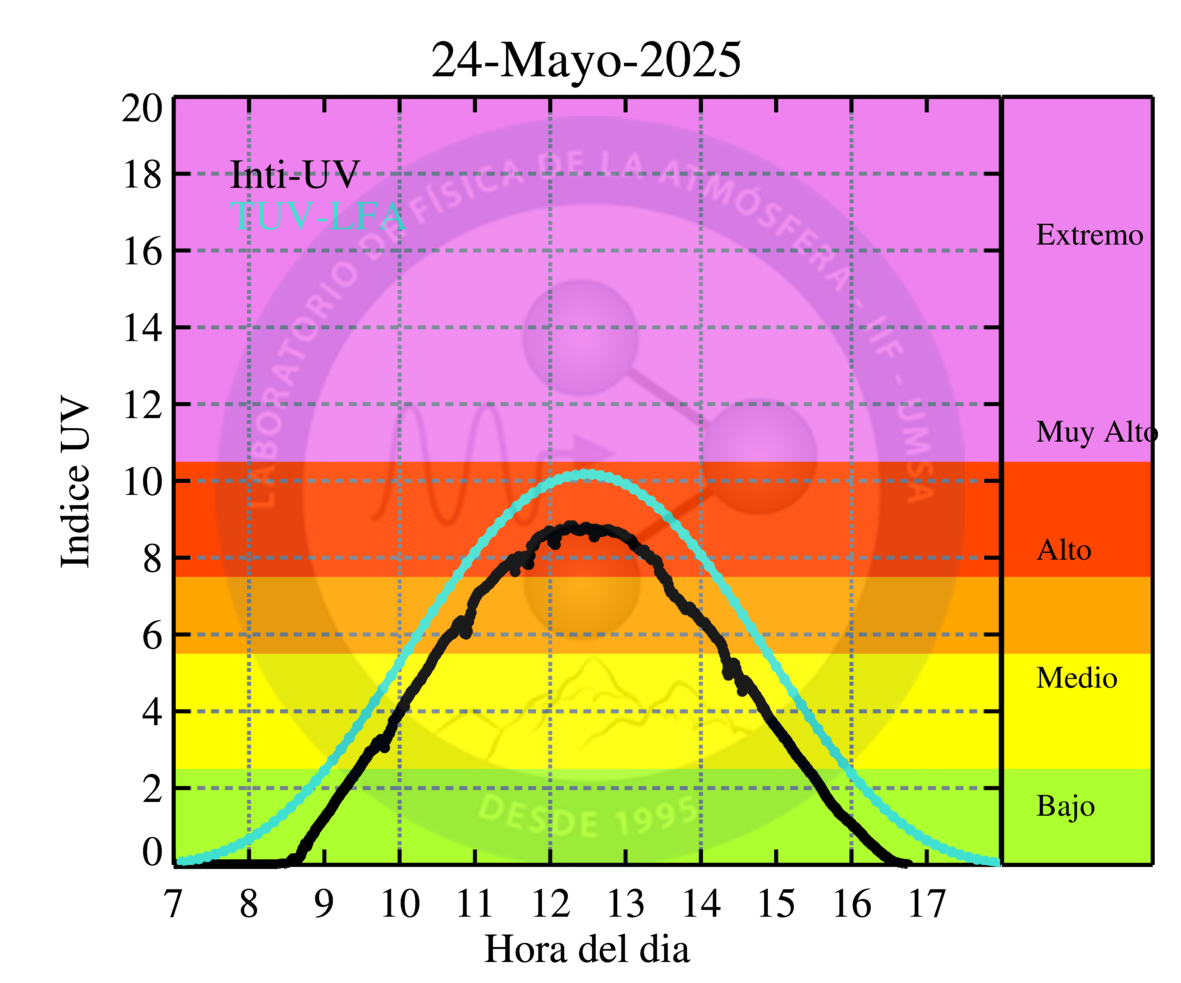 24-Mayo-2025
Indice UV
20
18
16
14
12
10
8
6
4
2
0
Inti-UV
TUV-LFA
LABORATORIO DE FÍSICA DE LA ATMÓSFERA - IIF - UMSA
DESDE 1995
Extremo
Muy Alto
Alto
Medio
Bajo
7 8 9 10 11 12 13 14 15 16 17
Hora del dia